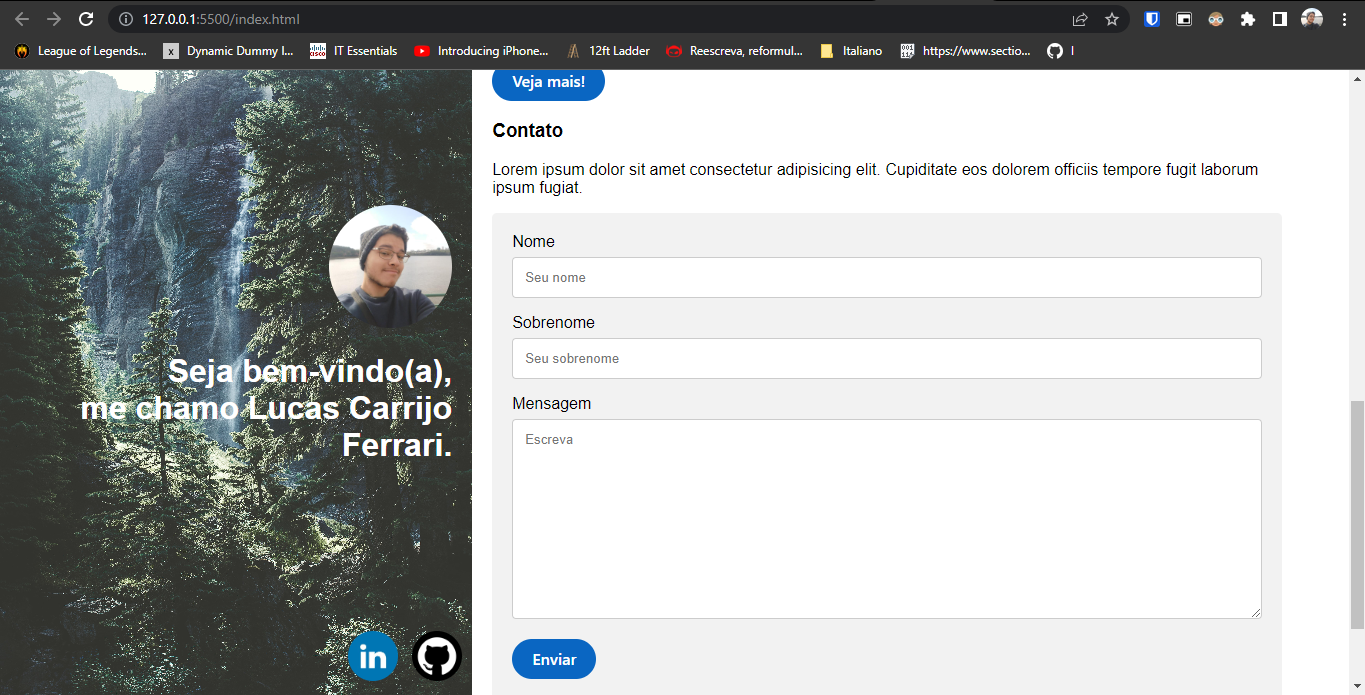 127.0.0.1:5500/index.html
League of Legends... Dynamic Dummy I... IT Essentials Introducing iPhone... 12ft Ladder Reescreva, reformul... Italiano https://www.sectio... I
Veja mais!
Contato
Lorem ipsum dolor sit amet consectetur adipisicing elit. Cupiditate eos dolorem officiis tempore fugit laborum
ipsum fugiat.
Nome
Seu nome
Sobrenome
Seu sobrenome
Mensagem
Escreva
Enviar
Seja bem-vindo(a),
me chamo Lucas Carrijo
Ferrari.
in